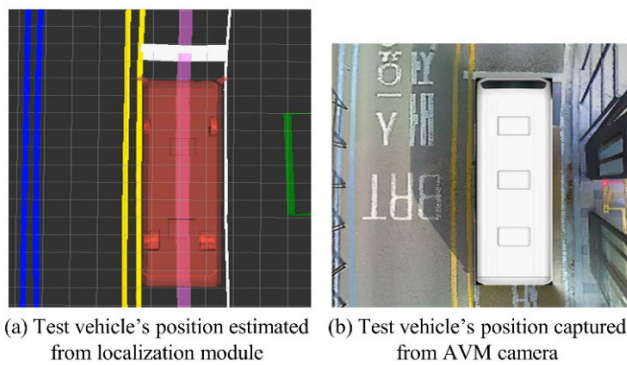 BRT
(a) Test vehicle's position estimated
from localization module
(b) Test vehicle's position captured
from AVM camera